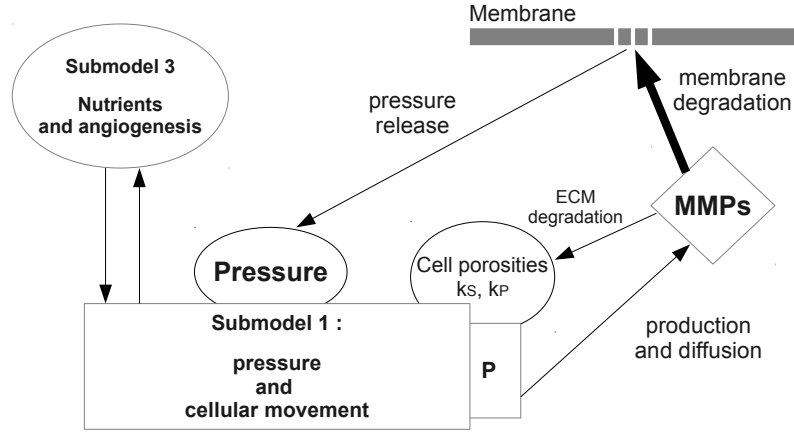 Membrane
Submodel 3
Nutrients
and angiogenesis
pressure
release
membrane
degradation
ECM
degradation
MMPs
Pressure
Cell porosities
kS, kP
Submodel 1 :
pressure
and
cellular movement
P
production
and diffusion